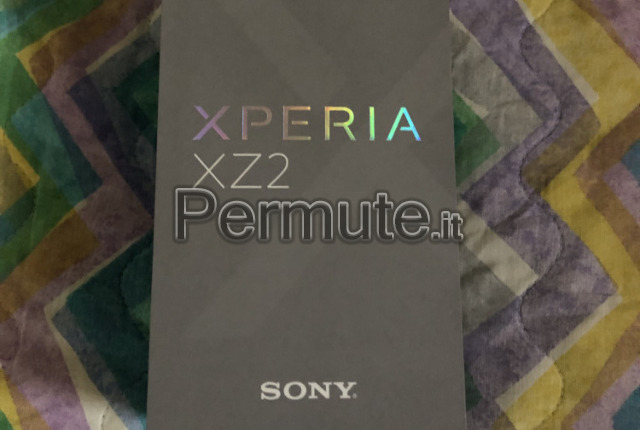 XPERIA
XZ2
Permute.it
SONY.